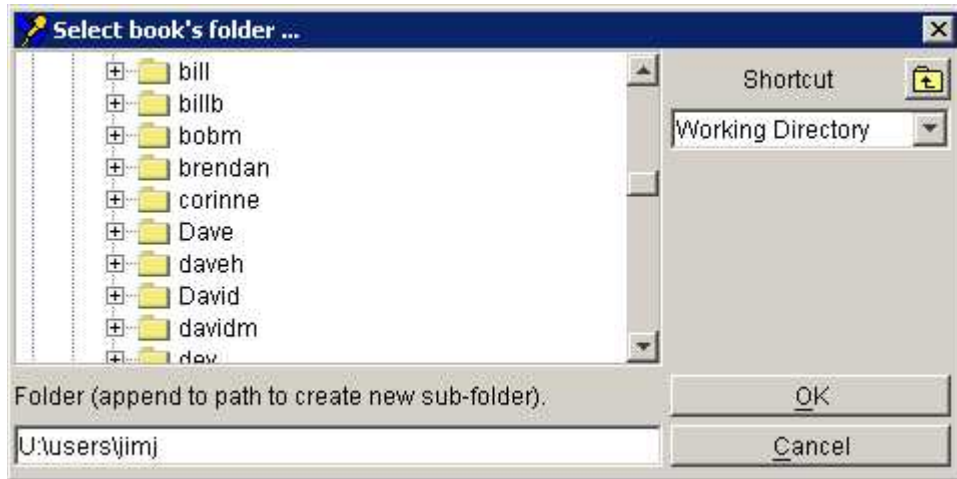 Select book's folder ...
bill
billb
bobm
brendan
corinne
Dave
daveh
David
davidm
dev
Shortcut
Working Directory
Folder (append to path to create new sub-folder).
U:\users\jimj
OK
Cancel